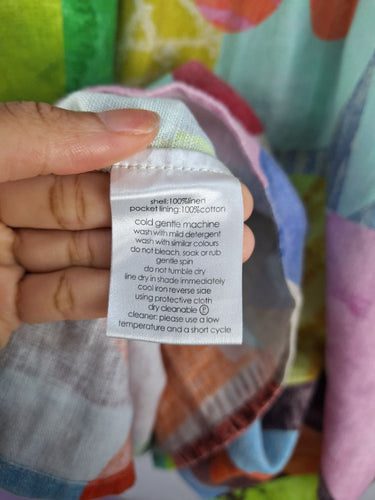 shell:100%linen
pocket lining:100%cotton
cold gentle machine
wash with mild detergent
wash with similar colours
do not bleach, soak or rub
gentle spin
do not tumble dry
line dry in shade immediately
cool iron reverse side
using protective cloth
dry cleanable Ⓟ
cleaner: please use a low
temperature and a short cycle